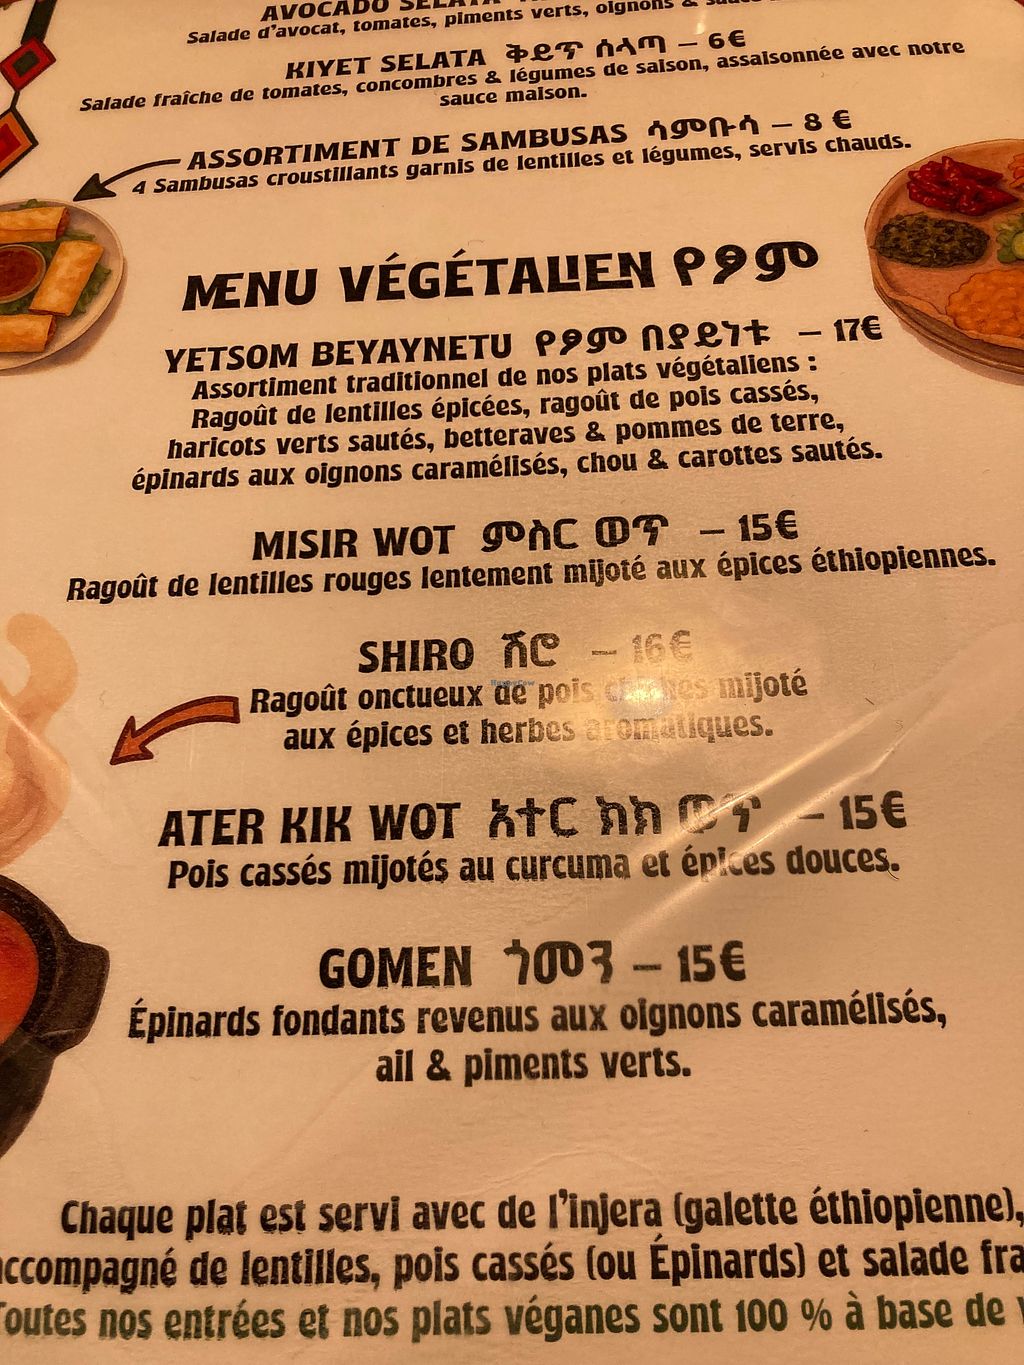 AVOCADO SELATA
Salade d'avocat, tomates, piments verts, oignons &
KIYET SELATA ቅይጥ ሰላጣ – 6€
Salade fraîche de tomates, concombres & légumes de saison, assaisonnée avec notre
sauce maison.
ASSORTIMENT DE SAMBUSAS ሳምቡሳ – 8 €
4 Sambusas croustillants garnis de lentilles et légumes, servis chauds.
MENU VÉGÉTALIEN የፆም
YETSOM BEYAYNETU የፆም በያይነቱ – 17€
Assortiment traditionnel de nos plats végétaliens :
Ragoût de lentilles épicées, ragoût de pois cassés,
haricots verts sautés, betteraves & pommes de terre,
épinards aux oignons caramélisés, chou & carottes sautés.
MISIR WOT ምስር ወጥ – 15€
Ragoût de lentilles rouges lentement mijoté aux épices éthiopiennes.
SHIRO ሽሮ – 16€
Ragoût onctueux de pois chiches mijoté
aux épices et herbes aromatiques.
ATER KIK WOT አተር ክክ ወጥ – 15€
Pois cassés mijotés au curcuma et épices douces.
GOMEN ጎመን – 15€
Épinards fondants revenus aux oignons caramélisés,
ail & piments verts.
Chaque plat est servi avec de l'injera (galette éthiopienne),
accompagné de lentilles, pois cassés (ou Épinards) et salade
Toutes nos entrées et nos plats véganes sont 100 % à base de